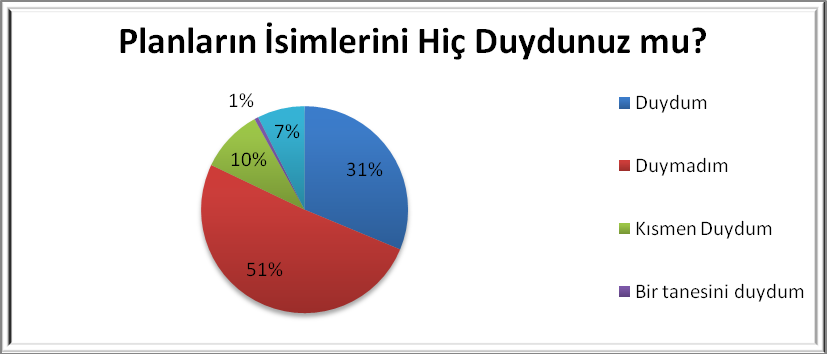 Planların İsimlerini Hiç Duydunuz mu?
1%
7%
10%
31%
51%
Duydum
Duymadım
Kısmen Duydum
Bir tanesini duydum